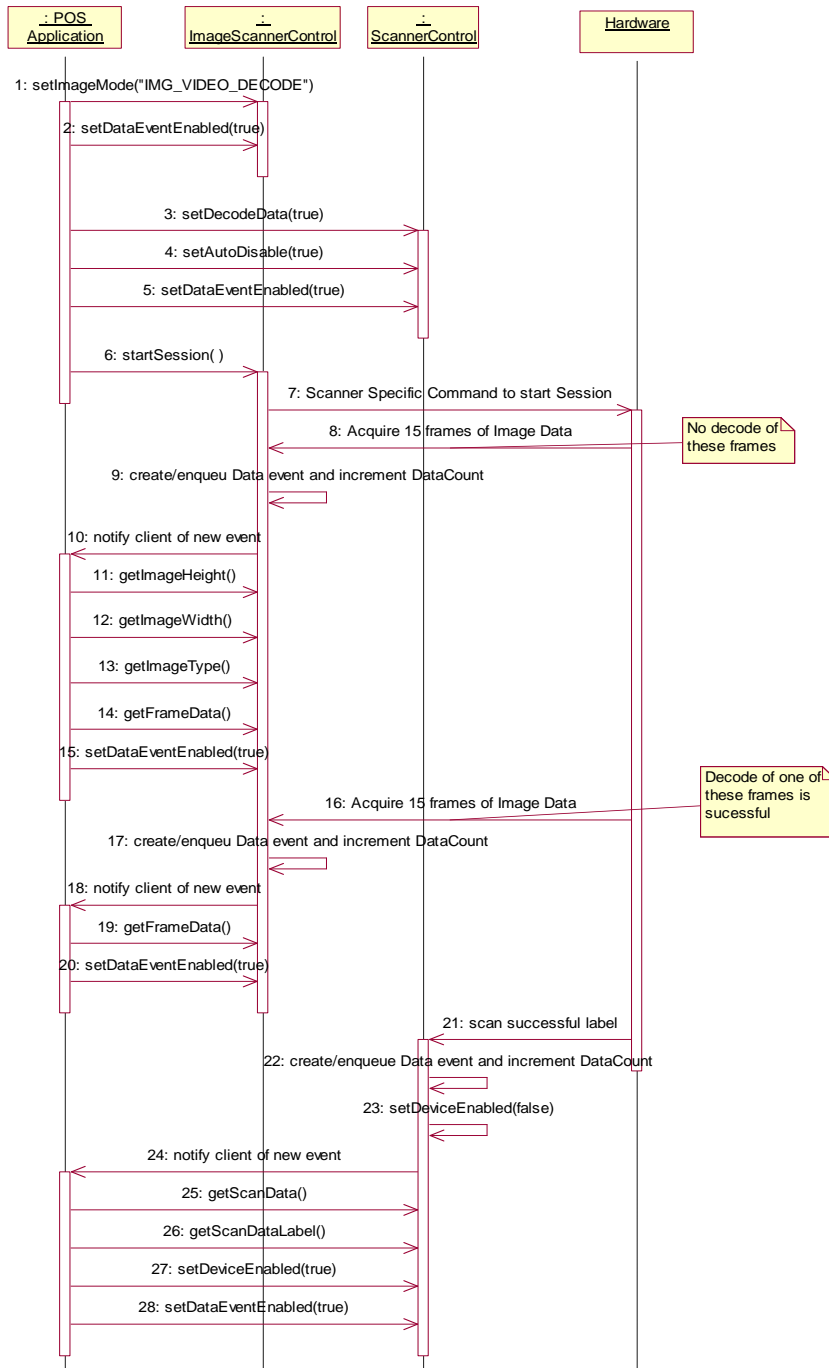 : POS
Application
:
ImageScannerControl
:
ScannerControl
Hardware
1: setImageMode("IMG_VIDEO_DECODE")
2: setDataEventEnabled(true)
3: setDecodeData(true)
4: setAutoDisable(true)
5: setDataEventEnabled(true)
6: startSession( )
7: Scanner Specific Command to start Session
8: Acquire 15 frames of Image Data
No decode of
these frames
9: create/enqueu Data event and increment DataCount
10: notify client of new event
11: getImageHeight()
12: getImageWidth()
13: getImageType()
14: getFrameData()
15: setDataEventEnabled(true)
Decode of one of
these frames is
sucessful
16: Acquire 15 frames of Image Data
17: create/enqueu Data event and increment DataCount
18: notify client of new event
19: getFrameData()
20: setDataEventEnabled(true)
21: scan successful label
22: create/enqueue Data event and increment DataCount
23: setDeviceEnabled(false)
24: notify client of new event
25: getScanData()
26: getScanDataLabel()
27: setDeviceEnabled(true)
28: setDataEventEnabled(true)